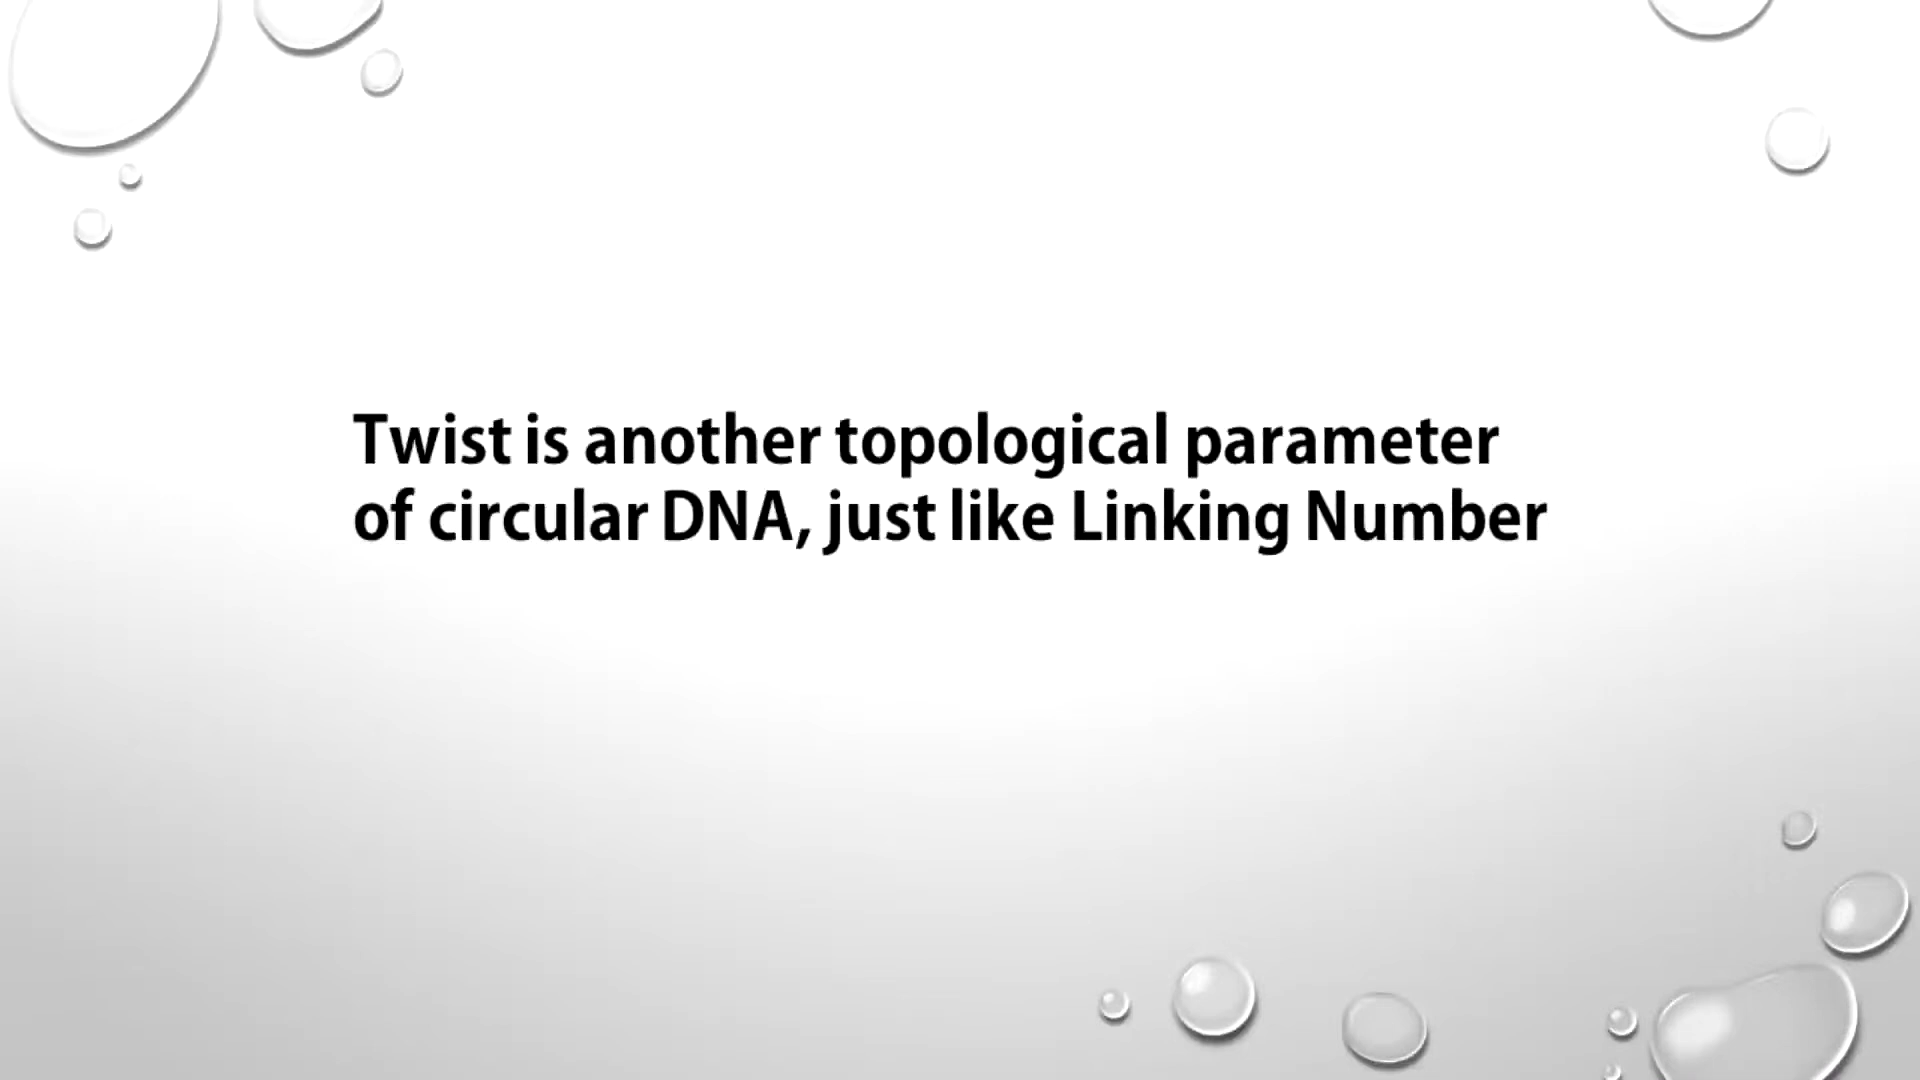 Twist is another topological parameter
of circular DNA, just like Linking Number